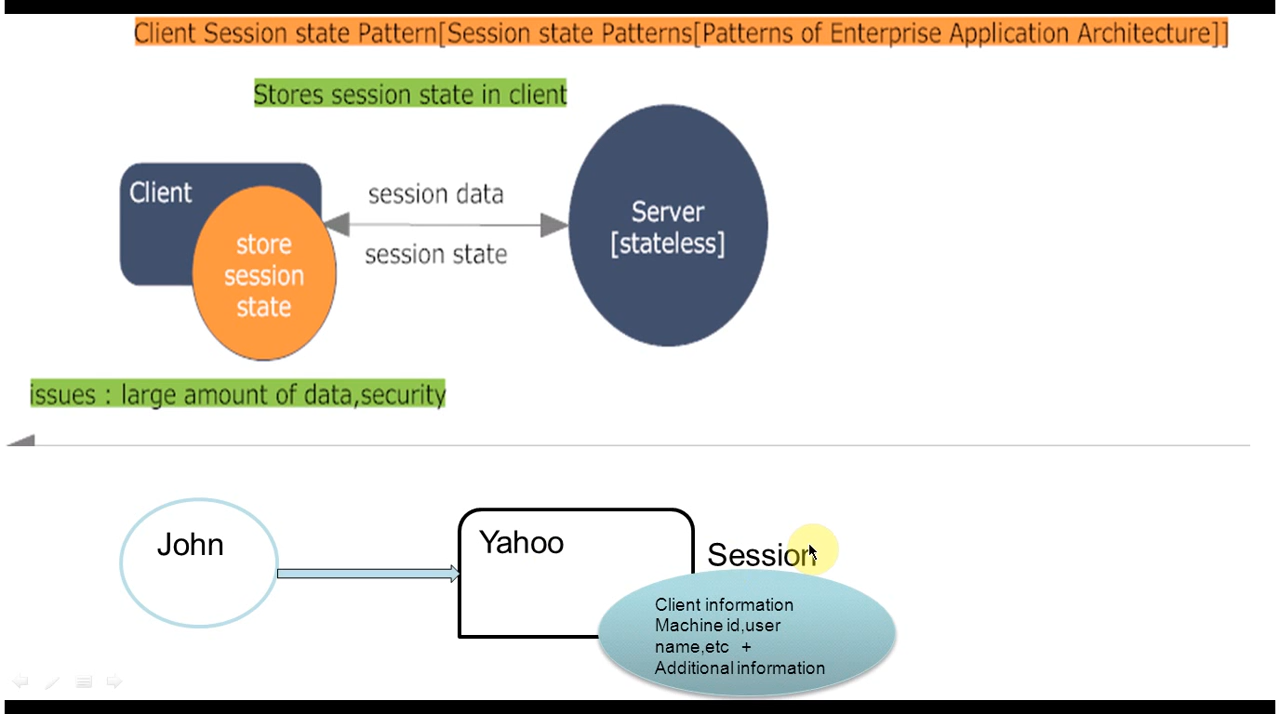 Client Session state Pattern[Session state Patterns[Patterns of Enterprise Application Architecture]]
Stores session state in client
Client
store
session
state
session data
session state
Server
[stateless]
issues : large amount of data,security
John
Yahoo
Session
Client information
Machine id,user
name,etc +
Additional information